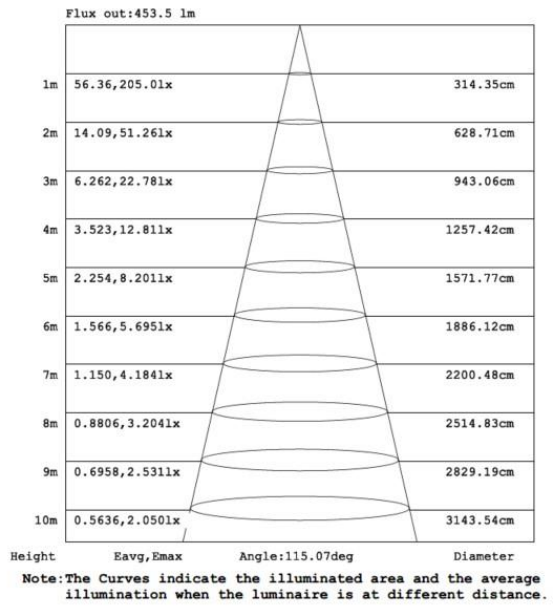 Flux out:453.5 lm
1m 56.36,205.0lx 314.35cm
2m 14.09,51.26lx 628.71cm
3m 6.262,22.78lx 943.06cm
4m 3.523,12.81lx 1257.42cm
5m 2.254,8.201lx 1571.77cm
6m 1.566,5.695lx 1886.12cm
7m 1.150,4.184lx 2200.48cm
8m 0.8806,3.204lx 2514.83cm
9m 0.6958,2.531lx 2829.19cm
10m 0.5636,2.050lx 3143.54cm
Height Eavg,Emax Angle:115.07deg Diameter
Note:The Curves indicate the illuminated area and the average
illumination when the luminaire is at different distance.